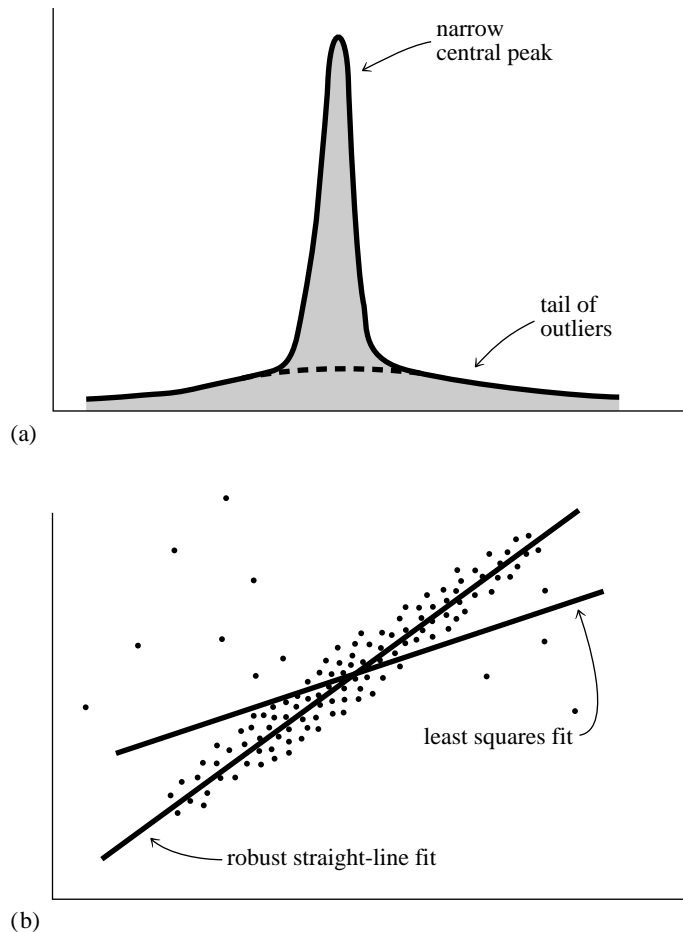 narrow
central peak
tail of
outliers
(a)
least squares fit
robust straight-line fit
(b)